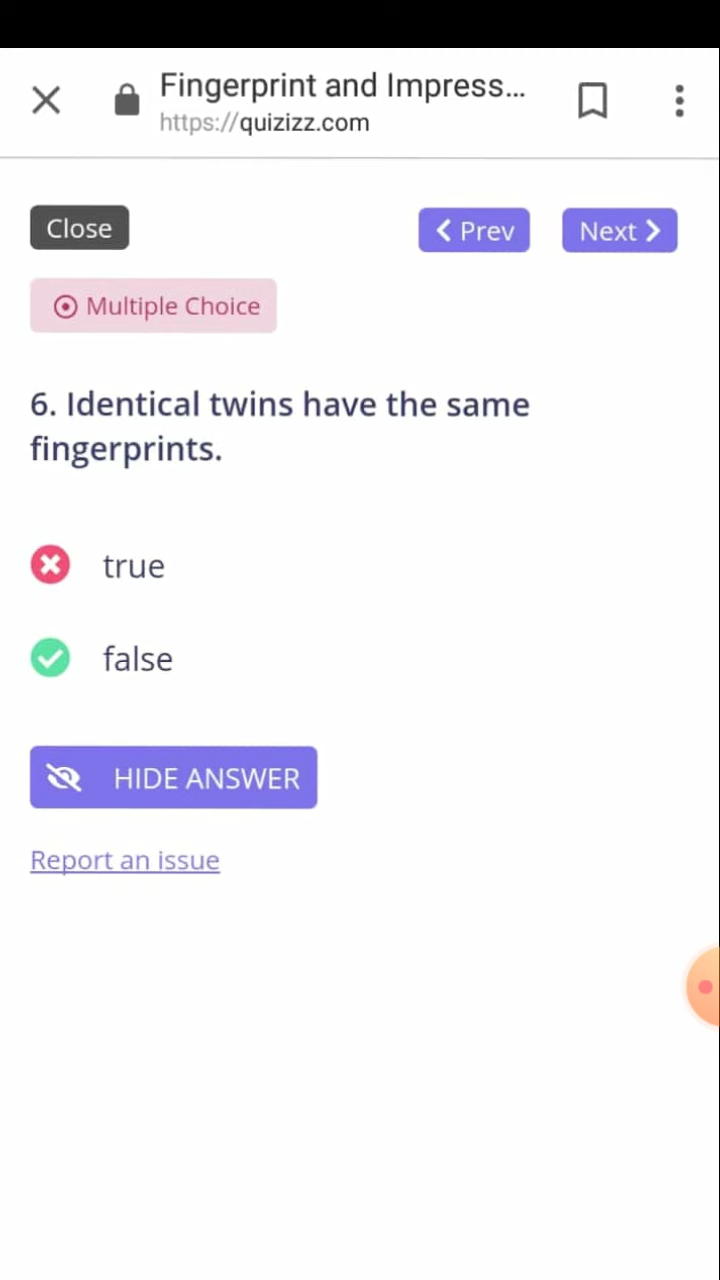 Fingerprint and Impress...
https://quizizz.com
Close
Prev
Next
Multiple Choice
6. Identical twins have the same
fingerprints.
true
false
HIDE ANSWER
Report an issue